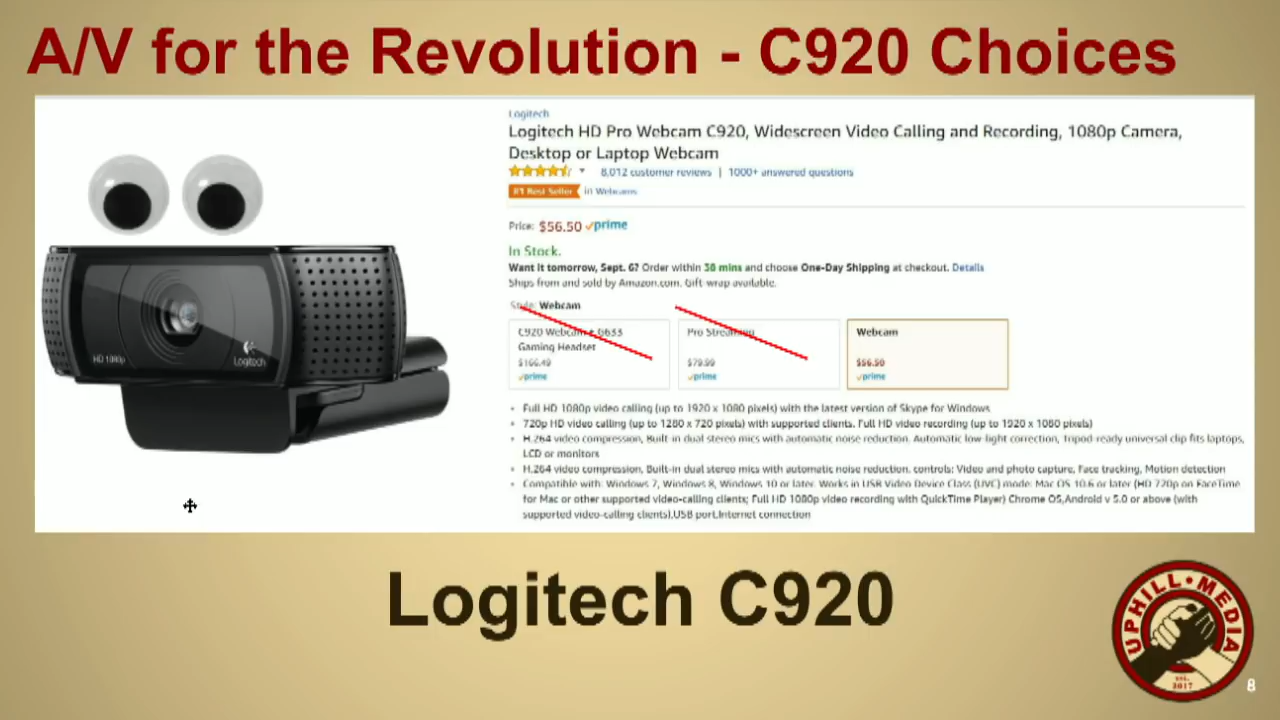 A/V for the Revolution - C920 Choices
Logitech
Logitech HD Pro Webcam C920, Widescreen Video Calling and Recording, 1080p Camera,
Desktop or Laptop Webcam
8,012 customer reviews | 1000+ answered questions
#1 Best Seller in Webcams
Price: $56.50 prime
In Stock.
Want it tomorrow, Sept. 6? Order within 38 mins and choose One-Day Shipping at checkout. Details
Ships from and sold by Amazon.com. Gift-wrap available.
Style: Webcam
C920 Webcam + G633
Gaming Headset
$166.49
prime
Pro Streaming
$79.99
prime
Webcam
$56.50
prime
HD 1080p
Logitech
• Full HD 1080p video calling (up to 1920 x 1080 pixels) with the latest version of Skype for Windows
• 720p HD video calling (up to 1280 x 720 pixels) with supported clients. Full HD video recording (up to 1920 x 1080 pixels)
• H.264 video compression, Built-in dual stereo mics with automatic noise reduction. Automatic low-light correction, Tripod-ready universal clip fits laptops,
LCD or monitors
• H.264 video compression, Built-in dual stereo mics with automatic noise reduction. controls: Video and photo capture, Face tracking, Motion detection
• Compatible with: Windows 7, Windows 8, Windows 10 or later. Works in USB Video Device Class (UVC) mode: Mac OS 10.6 or later (HD 720p on FaceTime
for Mac or other supported video-calling clients; Full HD 1080p video recording with QuickTime Player) Chrome OS,Android v 5.0 or above (with
supported video-calling clients),USB port,Internet connection
Logitech C920
UPHILL • MEDIA
EST.
2017
8